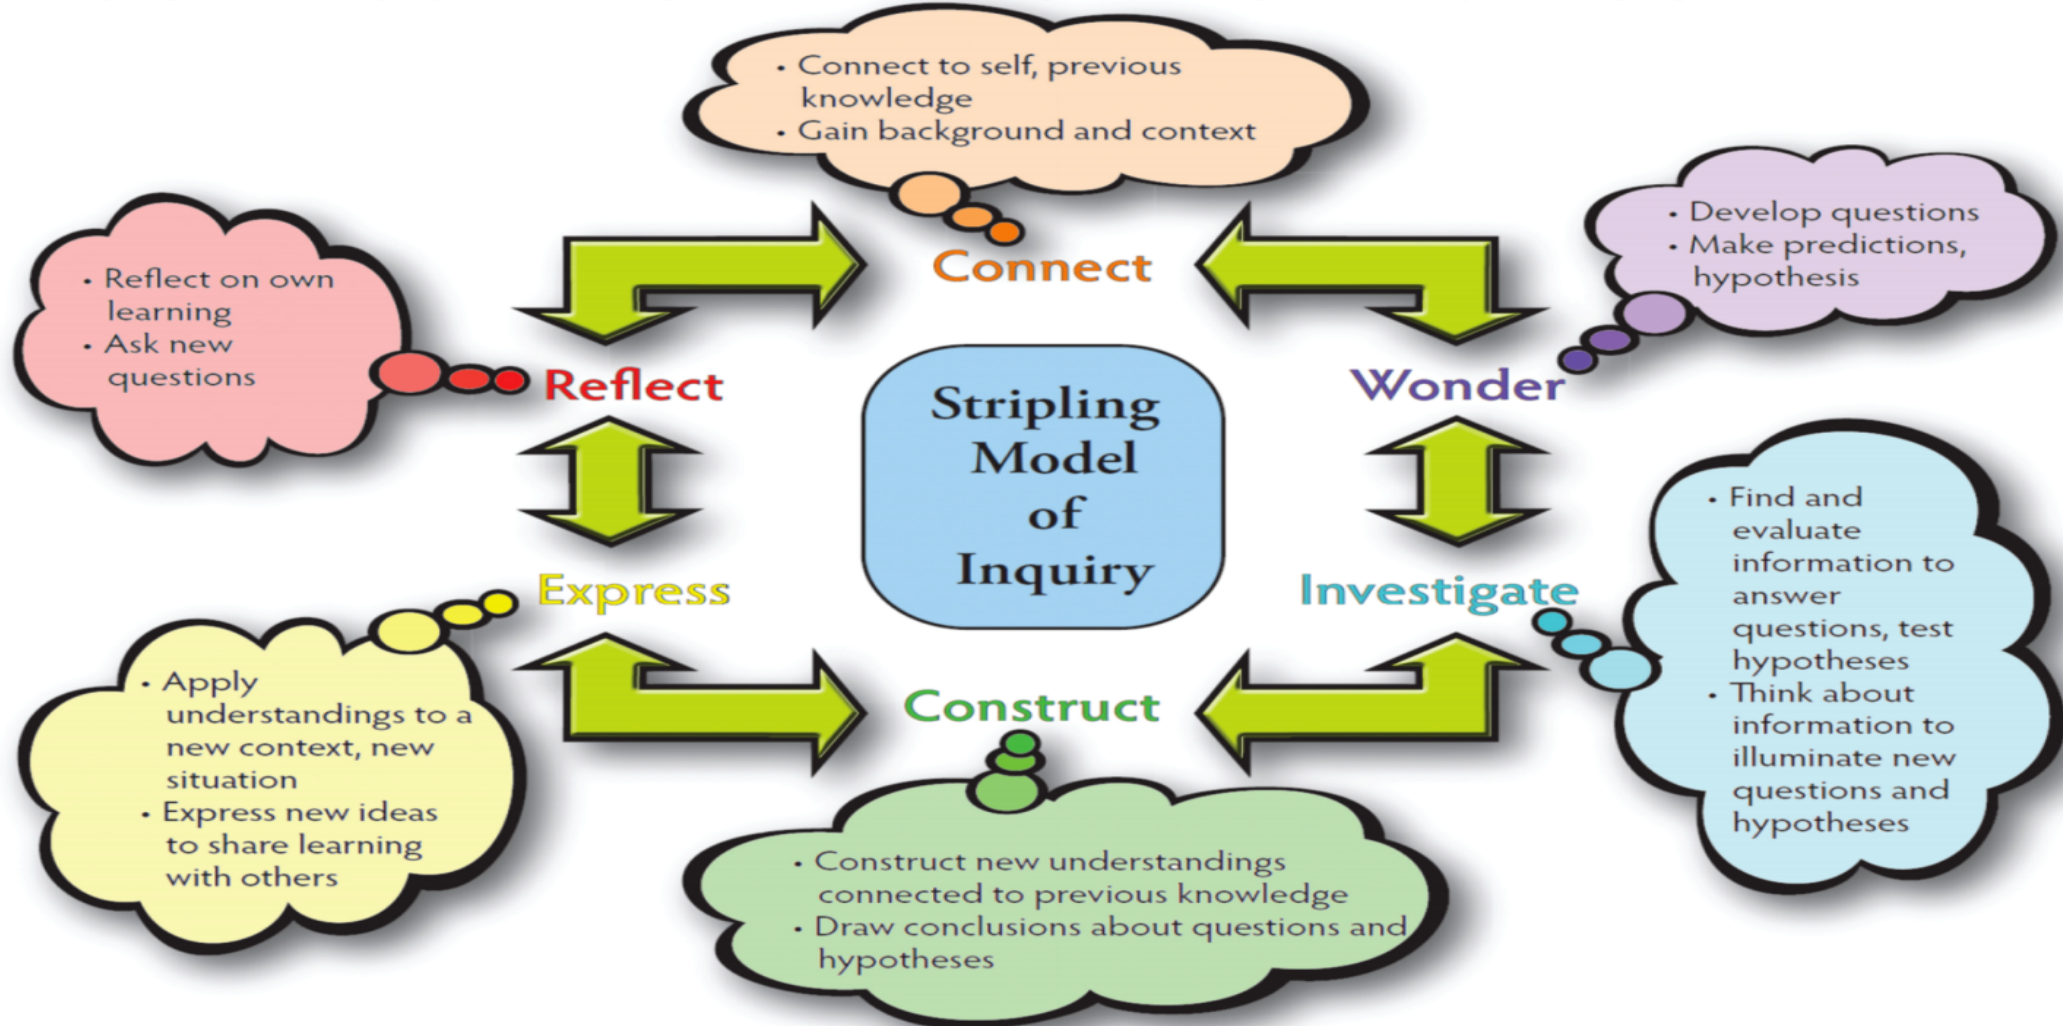 • Connect to self, previous
knowledge
• Gain background and context
Connect
• Develop questions
• Make predictions,
hypothesis
Wonder
• Find and
evaluate
information to
answer
questions, test
hypotheses
• Think about
information to
illuminate new
questions and
hypotheses
Investigate
Construct
• Construct new understandings
connected to previous knowledge
• Draw conclusions about questions and
hypotheses
Express
• Apply
understandings to a
new context, new
situation
• Express new ideas
to share learning
with others
Reflect
• Reflect on own
learning
• Ask new
questions
Stripling
Model
of
Inquiry